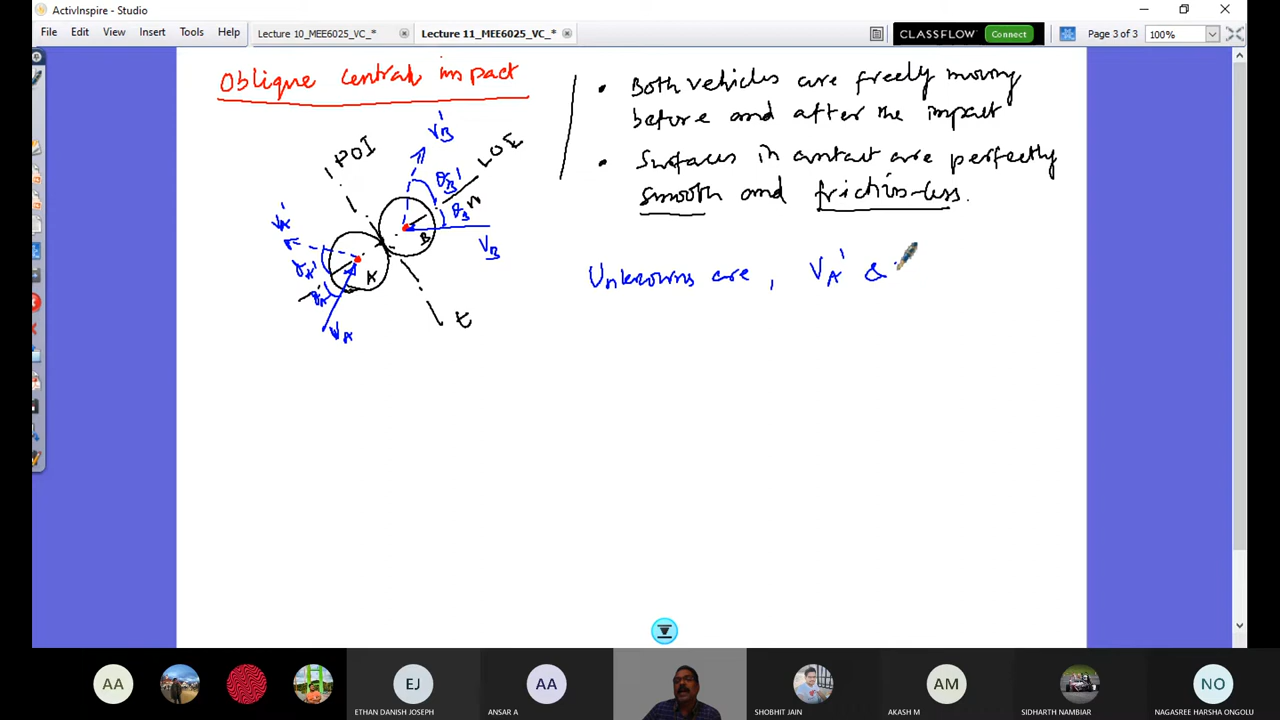 ActivInspire - Studio
File Edit View Insert Tools Help
Lecture 10_MEE6025_VC_*
Lecture 11_MEE6025_VC_*
CLASSFLOW Connect
Page 3 of 3
100%
Oblique central impact
• Both vehicles are freely moving
before and after the impact
• Surfaces in contact are perfectly
smooth and friction-less.
POI
LOI
VB'
θB'
n
θB
VB
B
VA'
θA'
A
θA
VA
t
Unknowns are, VA' &
AA
EJ
AA
AM
NO
ETHAN DANISH JOSEPH
ANSAR A
SHOBHIT JAIN
AKASH M
SIDHARTH NAMBIAR
NAGASREE HARSHA ONGOLU